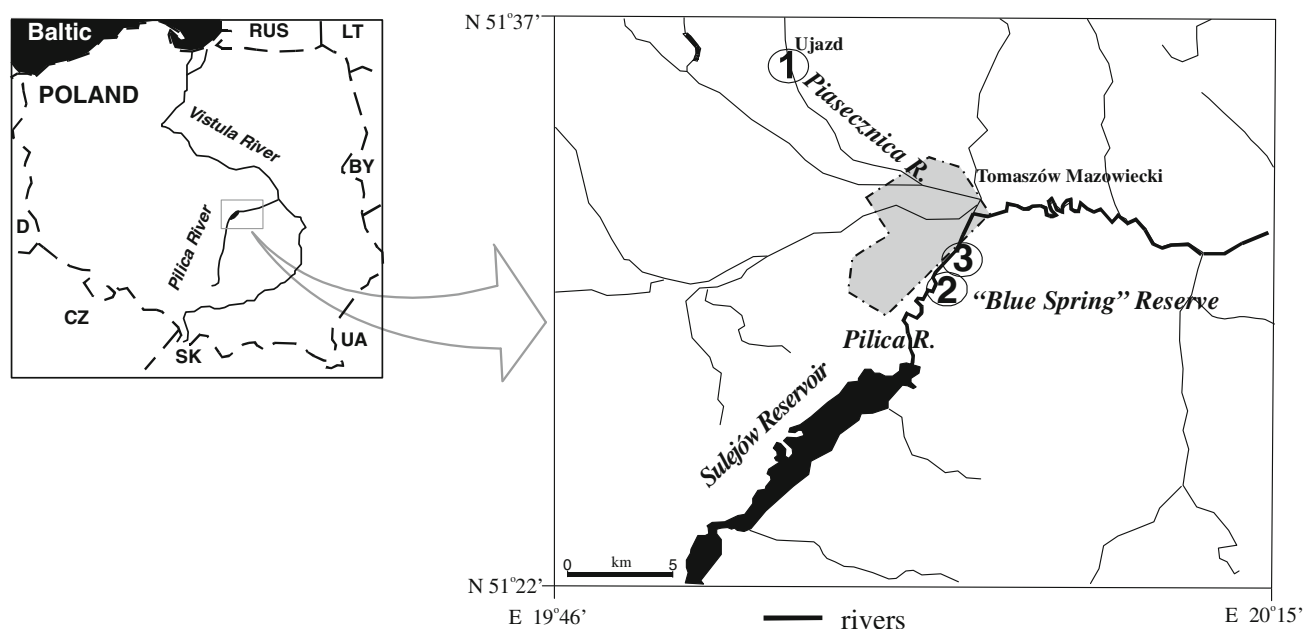 Baltic
RUS
LT
POLAND
Vistula River
BY
D
Pilica River
CZ
SK
UA
N 51°37'
1
Ujazd
Piasecznica R.
Tomaszów Mazowiecki
3
2
“Blue Spring” Reserve
Pilica R.
Sulejów Reservoir
0 km 5
N 51°22’
E 19°46’
E 20°15’
rivers